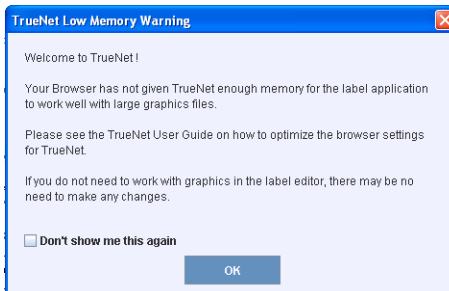 TrueNet Low Memory Warning
Welcome to TrueNet !
Your Browser has not given TrueNet enough memory for the label application
to work well with large graphics files.
Please see the TrueNet User Guide on how to optimize the browser settings
for TrueNet.
If you do not need to work with graphics in the label editor, there may be no
need to make any changes.
Don't show me this again
OK